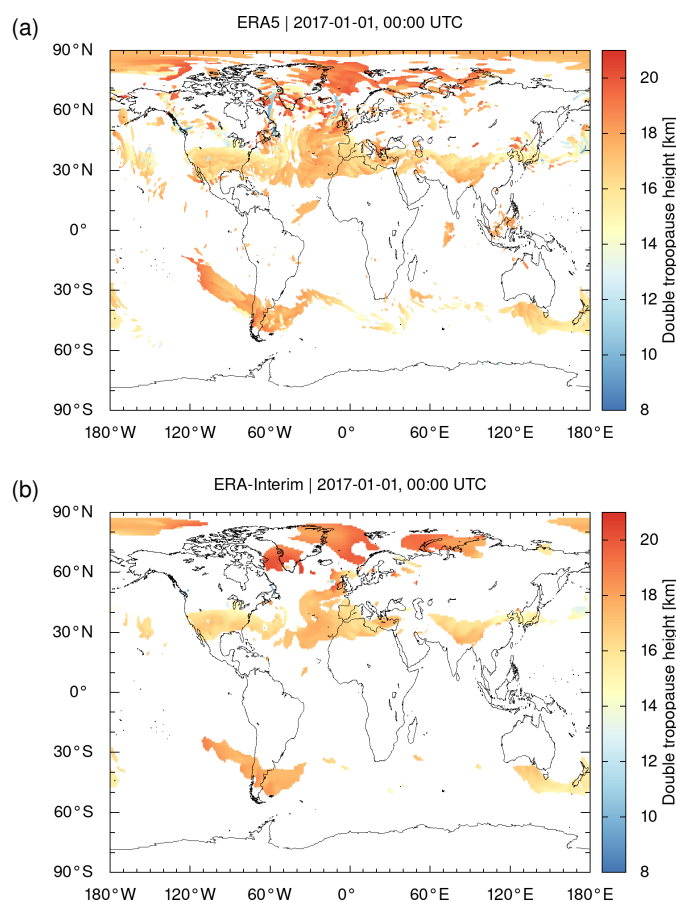 (a)
ERA5 | 2017-01-01, 00:00 UTC
90°N
60°N
30°N
0°
30°S
60°S
90°S
180°W 120°W 60°W 0° 60°E 120°E 180°E
20
18
16
14
12
10
8
Double tropopause height [km]
(b)
ERA-Interim | 2017-01-01, 00:00 UTC
90°N
60°N
30°N
0°
30°S
60°S
90°S
180°W 120°W 60°W 0° 60°E 120°E 180°E
20
18
16
14
12
10
8
Double tropopause height [km]